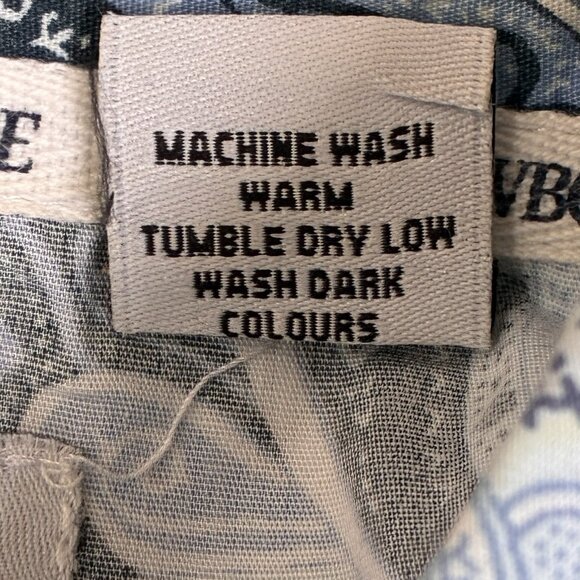 MACHINE WASH
WARM
TUMBLE DRY LOW
WASH DARK
COLOURS